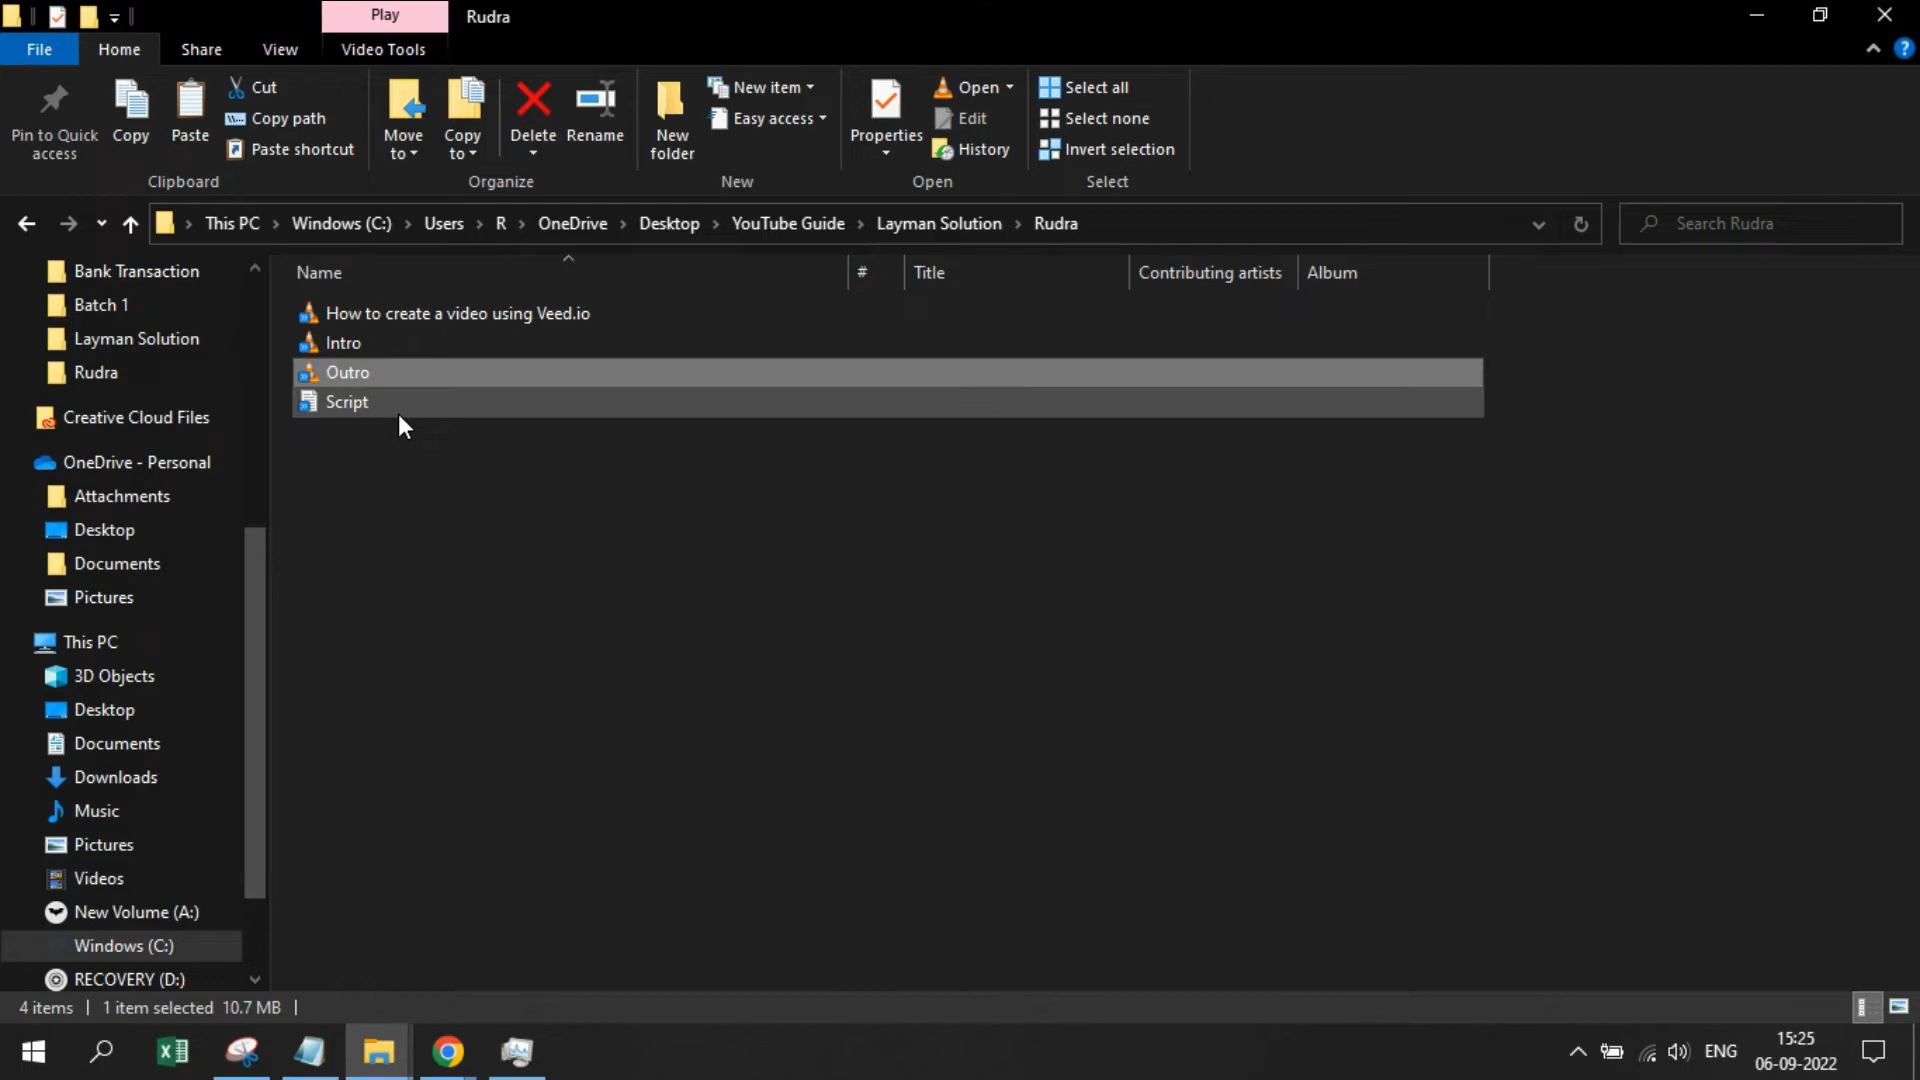 Play
Rudra
File
Home
Share
View
Video Tools
Pin to Quick access
Copy
Paste
Cut
Copy path
Paste shortcut
Move to
Copy to
Delete
Rename
New folder
New item
Easy access
Properties
Open
Edit
History
Select all
Select none
Invert selection
Clipboard
Organize
New
Open
Select
This PC
Windows (C:)
Users
R
OneDrive
Desktop
YouTube Guide
Layman Solution
Rudra
Search Rudra
Name
#
Title
Contributing artists
Album
How to create a video using Veed.io
Intro
Outro
Script
Bank Transaction
Batch 1
Layman Solution
Rudra
Creative Cloud Files
OneDrive - Personal
Attachments
Desktop
Documents
Pictures
This PC
3D Objects
Desktop
Documents
Downloads
Music
Pictures
Videos
New Volume (A:)
Windows (C:)
RECOVERY (D:)
4 items
1 item selected 10.7 MB
ENG
15:25
06-09-2022